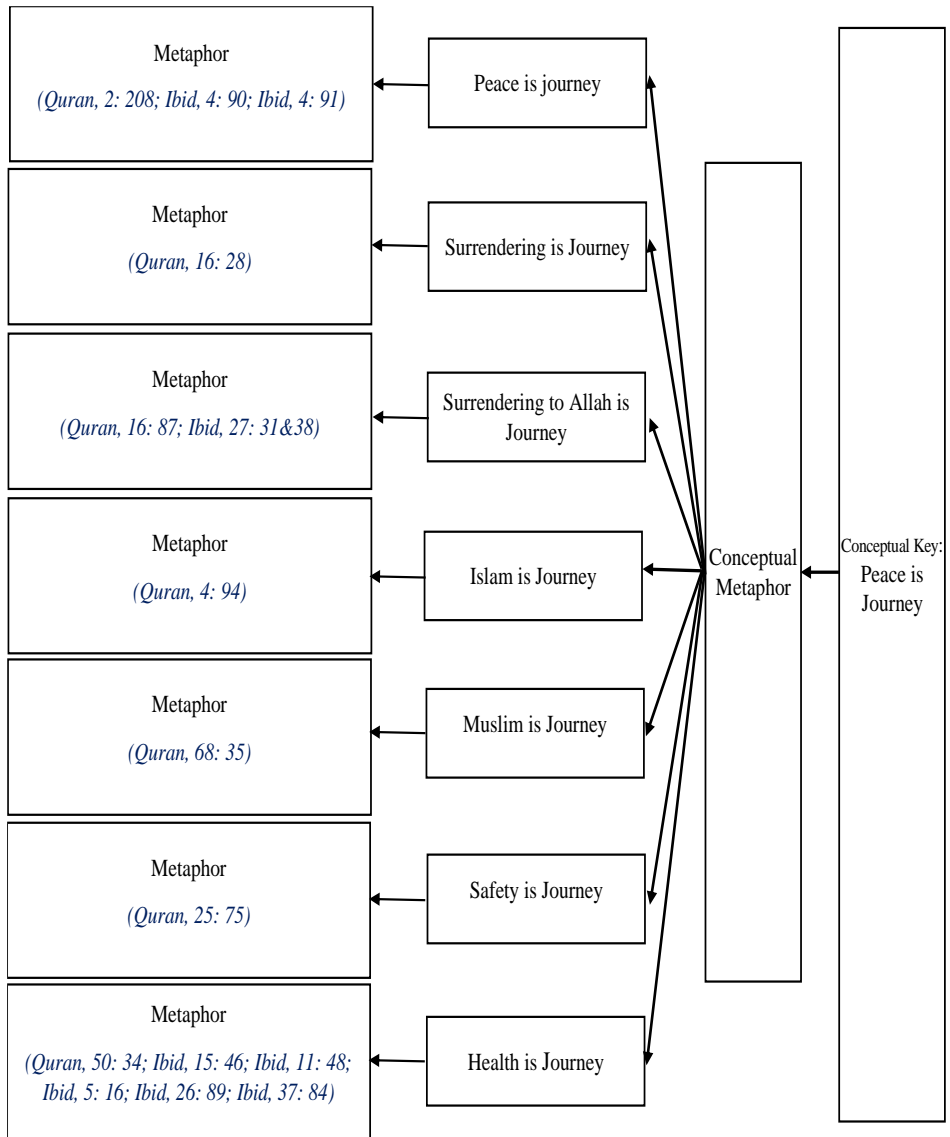 Metaphor
(Quran, 2: 208; Ibid, 4: 90; Ibid, 4: 91)
Peace is journey
Metaphor
(Quran, 16: 28)
Surrendering is Journey
Metaphor
(Quran, 16: 87; Ibid, 27: 31&38)
Surrendering to Allah is
Journey
Metaphor
(Quran, 4: 94)
Islam is Journey
Metaphor
(Quran, 68: 35)
Muslim is Journey
Metaphor
(Quran, 25: 75)
Safety is Journey
Metaphor
(Quran, 50: 34; Ibid, 15: 46; Ibid, 11: 48;
Ibid, 5: 16; Ibid, 26: 89; Ibid, 37: 84)
Health is Journey
Conceptual
Metaphor
Conceptual Key:
Peace is
Journey